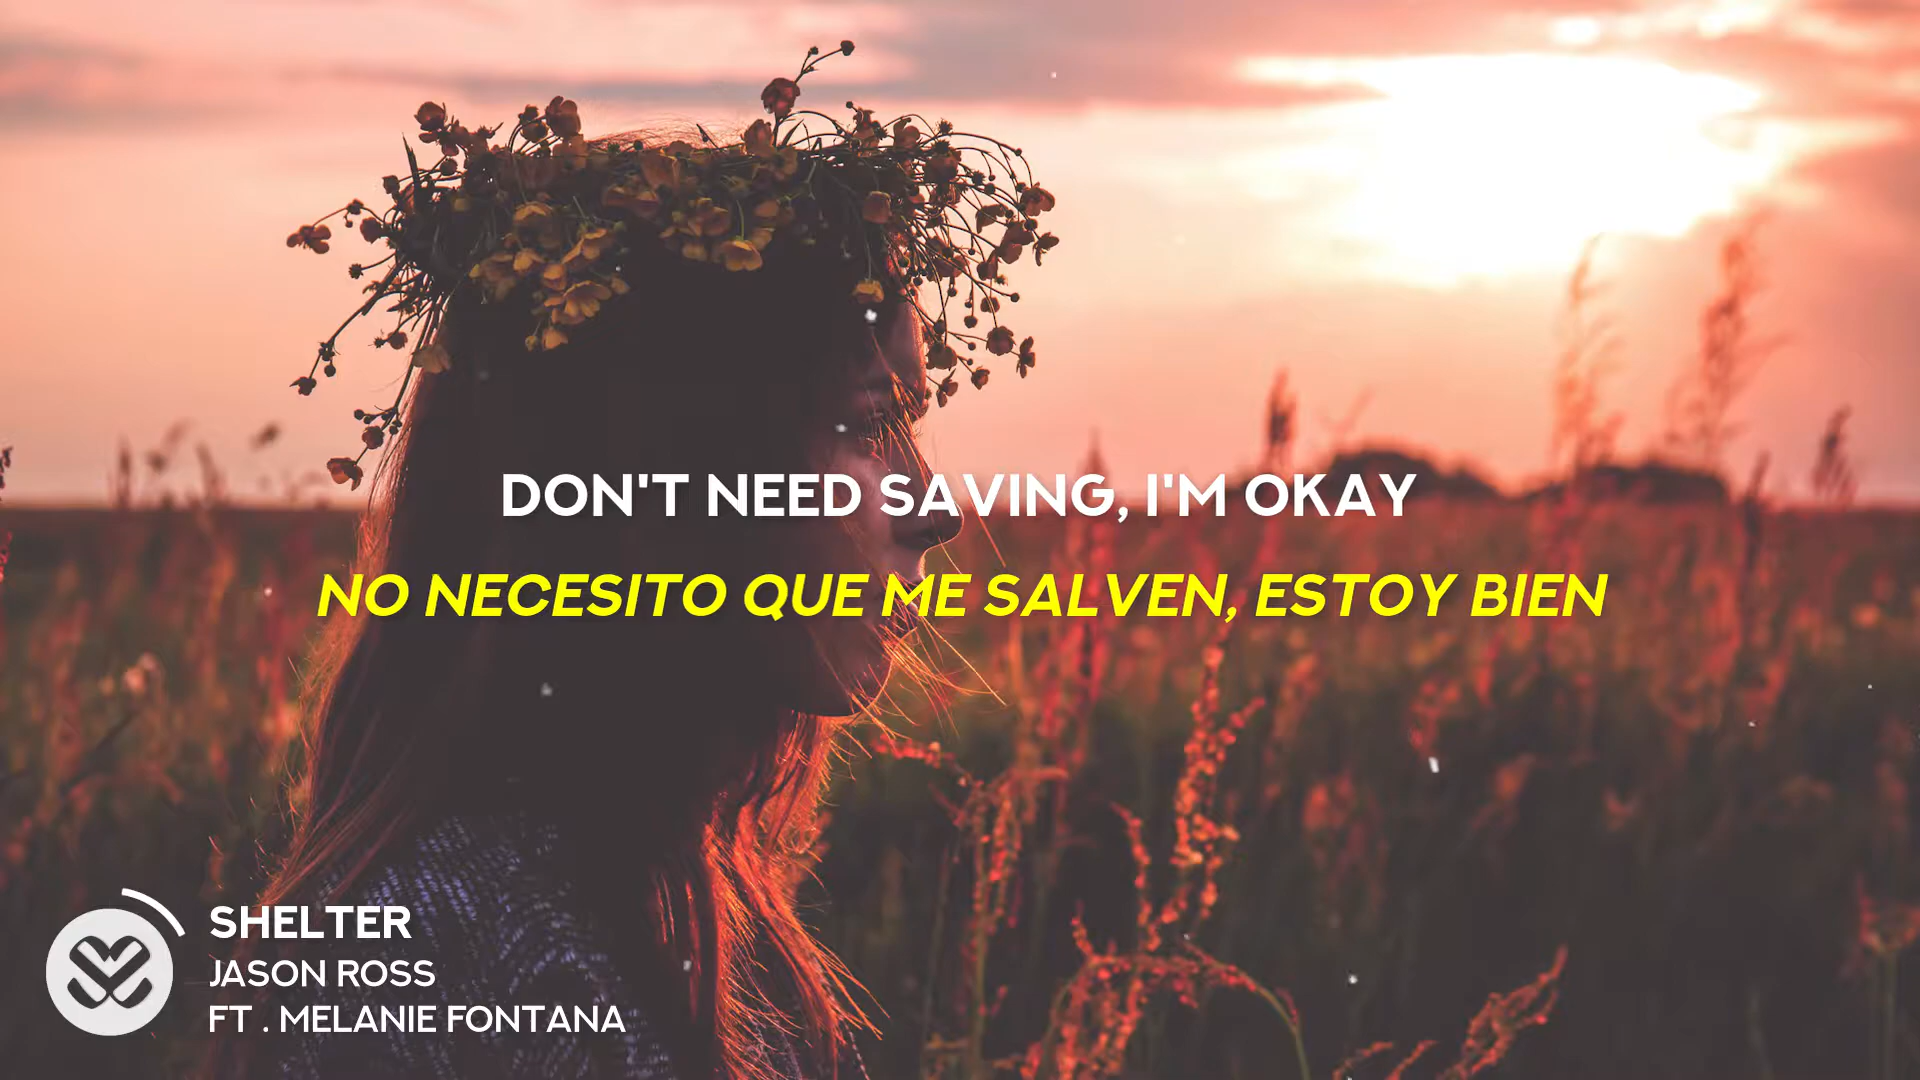 DON'T NEED SAVING, I'M OKAY
NO NECESITO QUE ME SALVEN, ESTOY BIEN
SHELTER
JASON ROSS
FT . MELANIE FONTANA